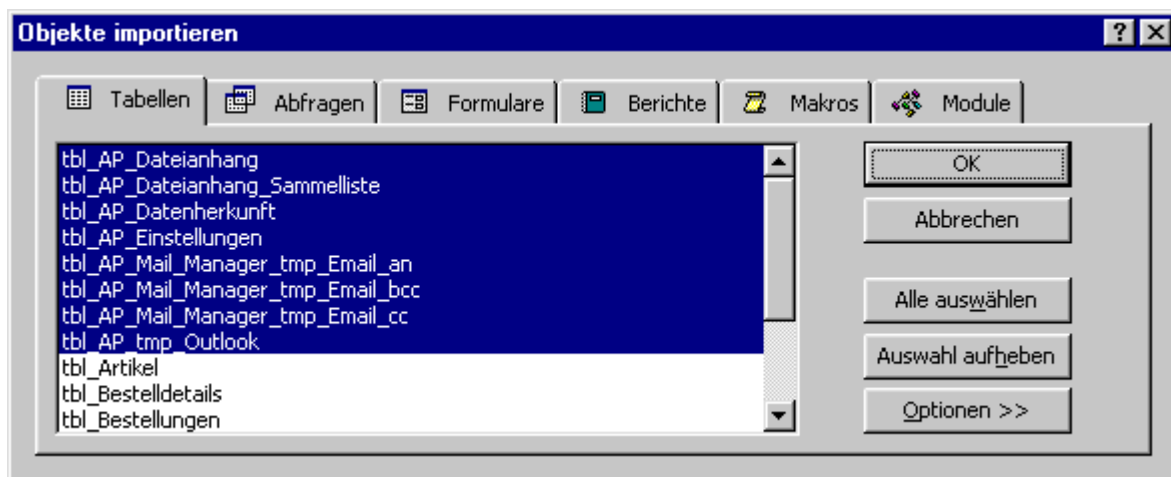 Objekte importieren
Tabellen Abfragen Formulare Berichte Makros Module
tbl_AP_Dateianhang
tbl_AP_Dateianhang_Sammelliste
tbl_AP_Datenherkunft
tbl_AP_Einstellungen
tbl_AP_Mail_Manager_tmp_Email_an
tbl_AP_Mail_Manager_tmp_Email_bcc
tbl_AP_Mail_Manager_tmp_Email_cc
tbl_AP_tmp_Outlook
tbl_Artikel
tbl_Bestelldetails
tbl_Bestellungen
OK
Abbrechen
Alle auswählen
Auswahl aufheben
Optionen >>